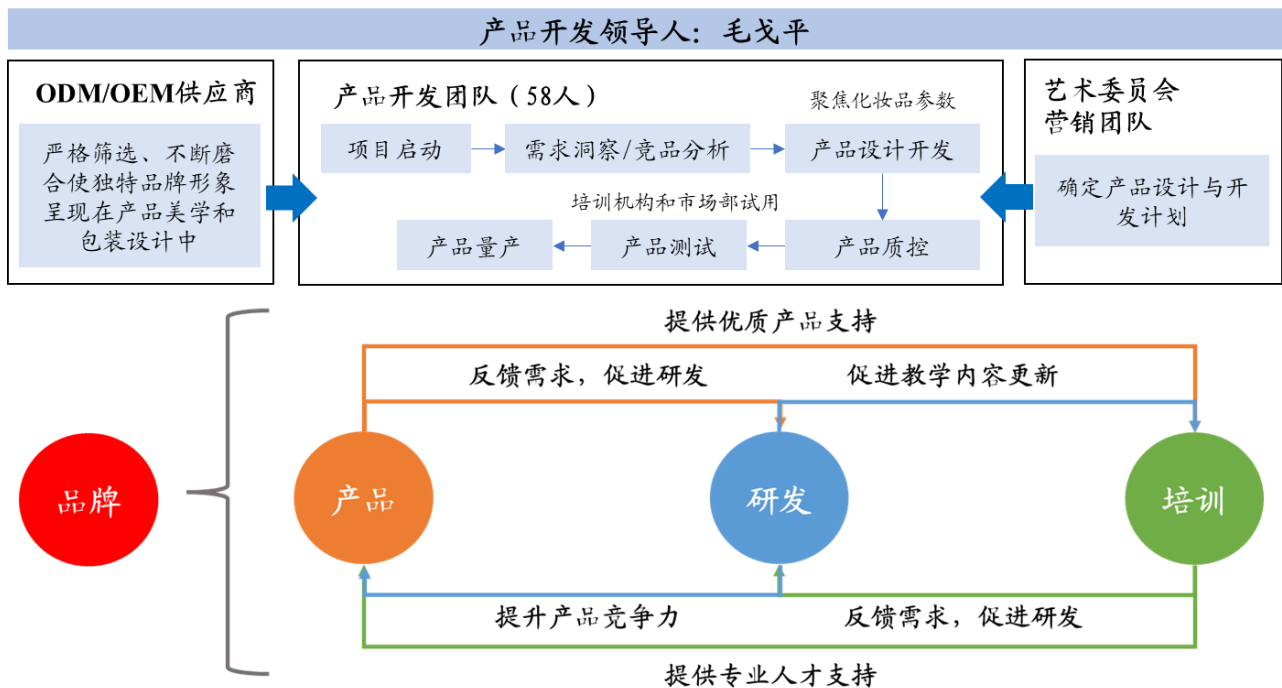 产品开发领导人：毛戈平
ODM/OEM供应商
严格筛选、不断磨
合使独特品牌形象
呈现在产品美学和
包装设计中
产品开发团队（58人）
聚焦化妆品参数
项目启动
需求洞察/竞品分析
产品设计开发
培训机构和市场部试用
产品量产
产品测试
产品质控
艺术委员会
营销团队
确定产品设计与开
发计划
提供优质产品支持
反馈需求，促进研发
促进教学内容更新
品牌
产品
研发
培训
提升产品竞争力
反馈需求，促进研发
提供专业人才支持